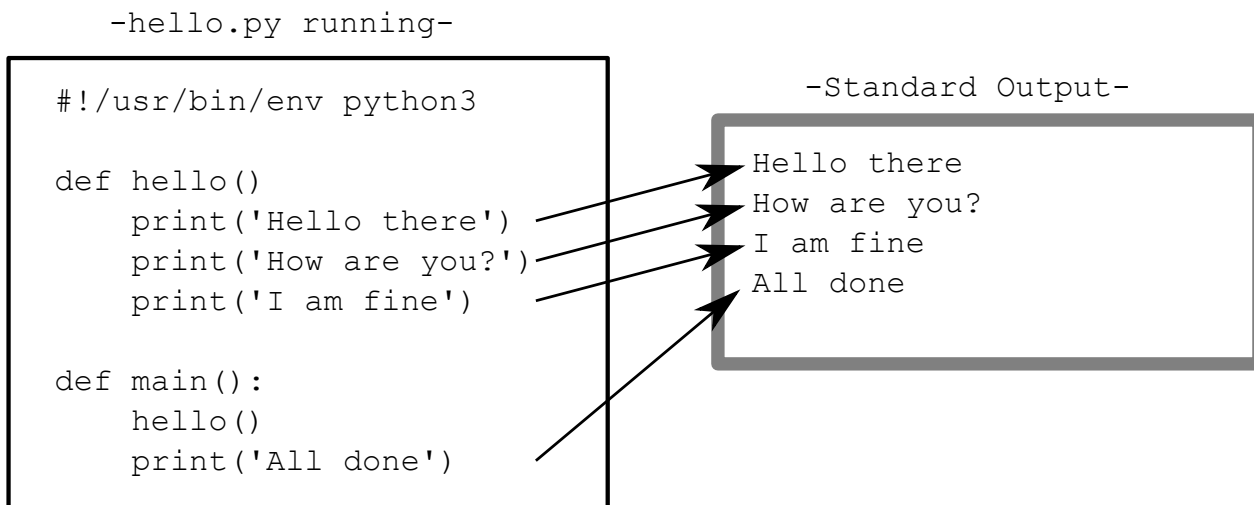 -hello.py running-
#!/usr/bin/env python3
def hello()
    print('Hello there')
    print('How are you?')
    print('I am fine')
def main():
    hello()
    print('All done')
-Standard Output-
Hello there
How are you?
I am fine
All done